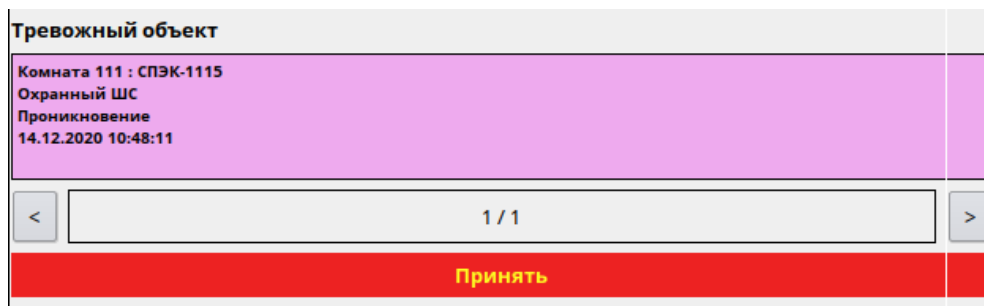 Тревожный объект
Комната 111 : СПЭК-1115
Охранный ШС
Проникновение
14.12.2020 10:48:11
< 1 / 1 >
Принять